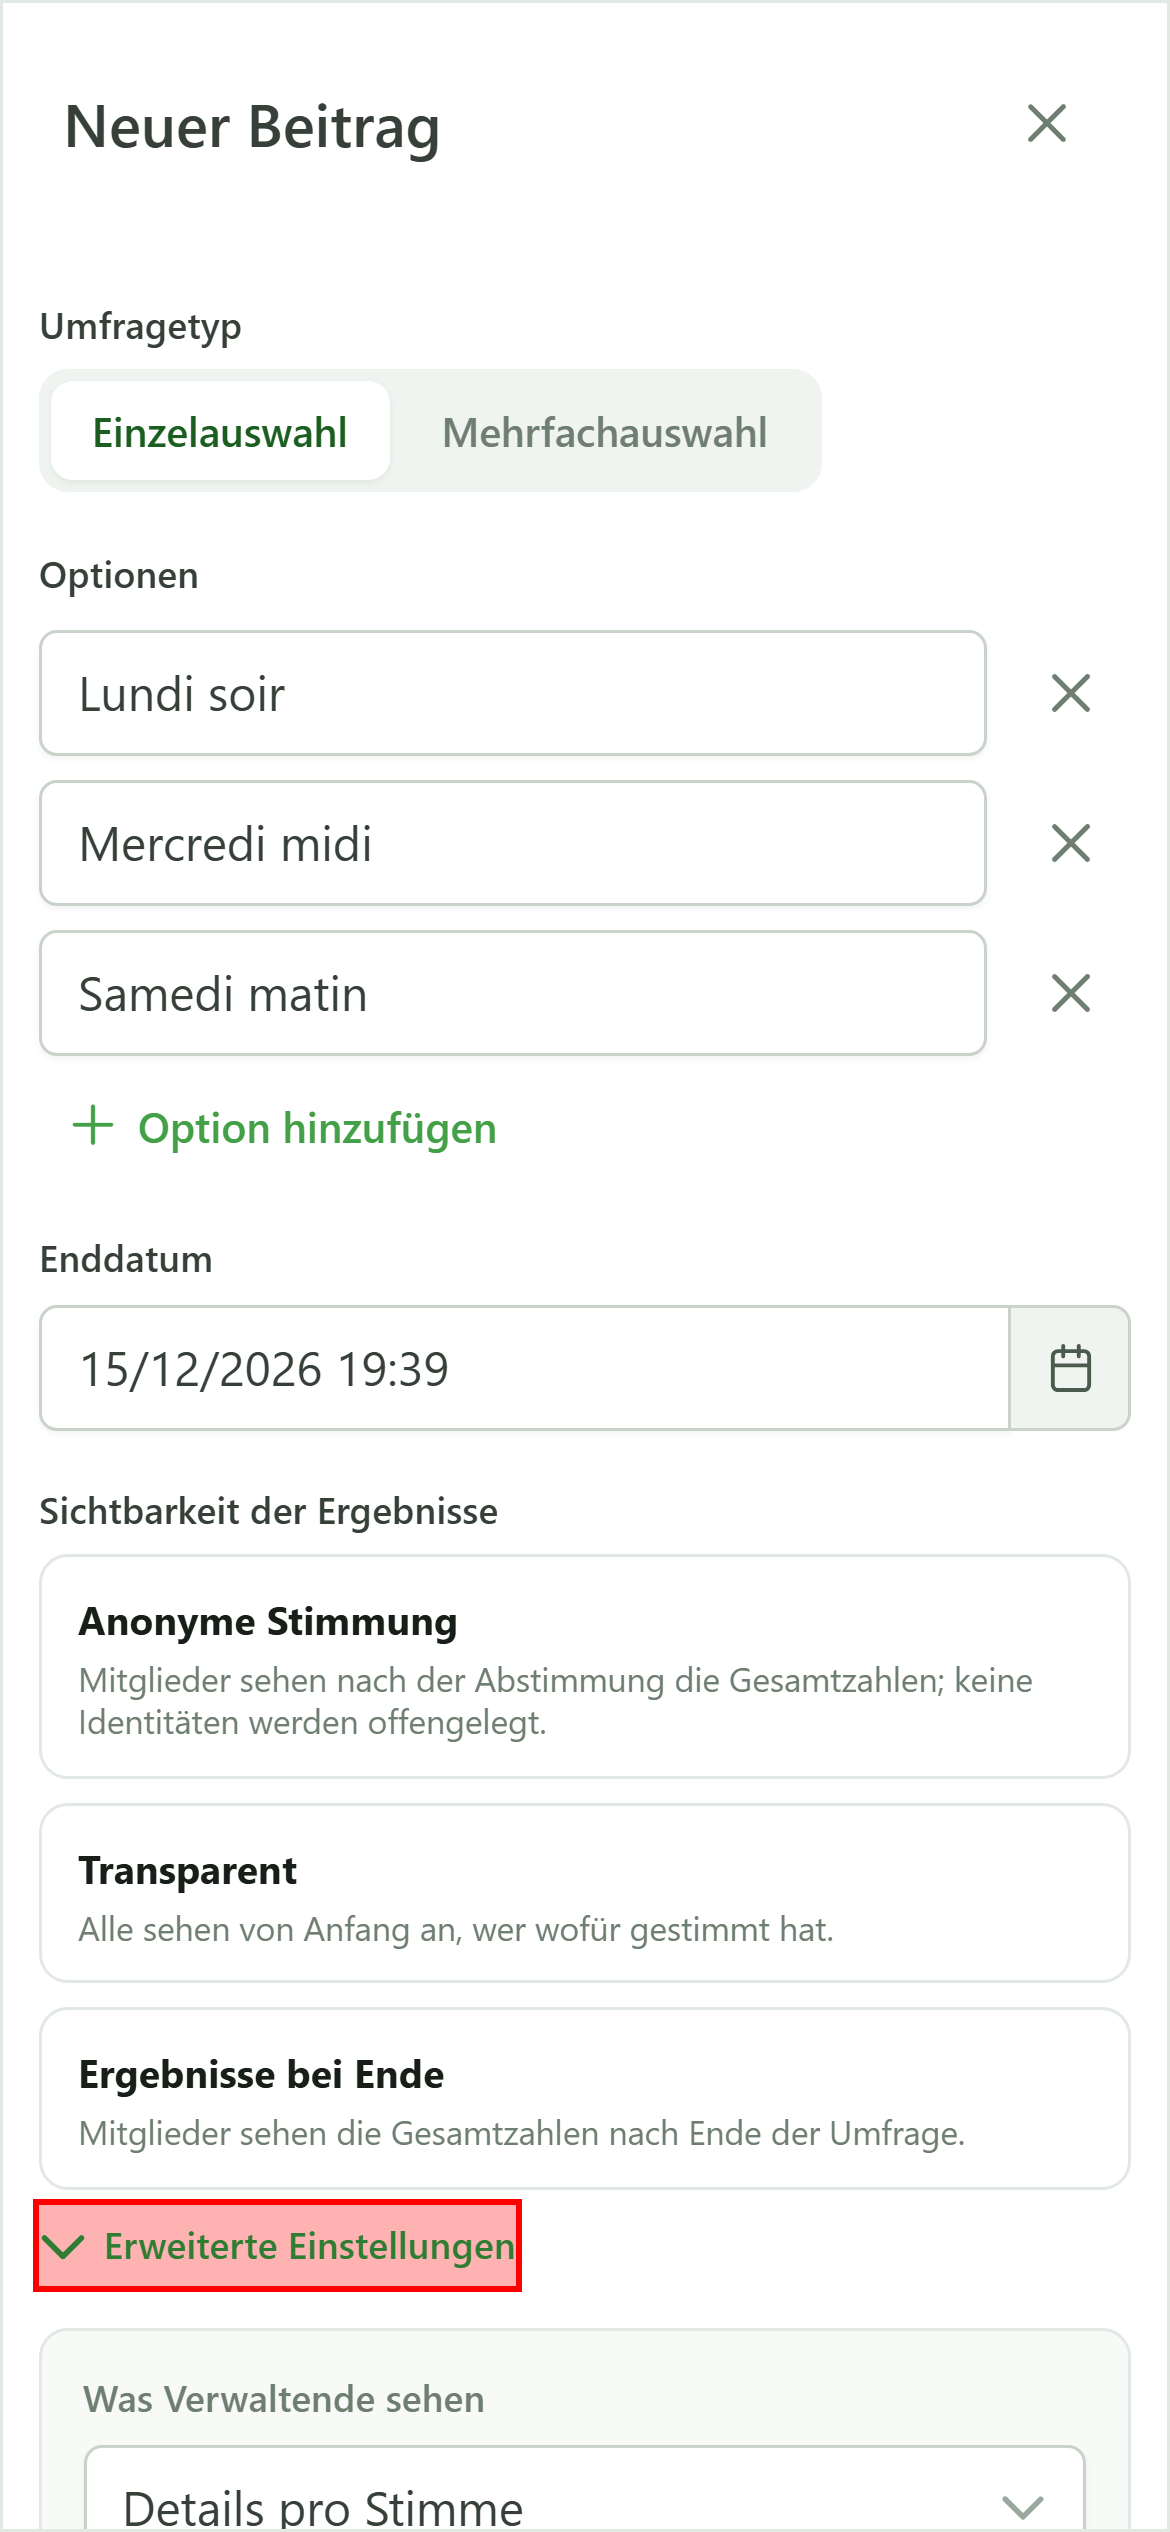 Neuer Beitrag
Umfragetyp
Einzelauswahl Mehrfachauswahl
Optionen
Lundi soir
Mercredi midi
Samedi matin
Option hinzufügen
Enddatum
15/12/2026 19:39
Sichtbarkeit der Ergebnisse
Anonyme Stimmung
Mitglieder sehen nach der Abstimmung die Gesamtzahlen; keine
Identitäten werden offengelegt.
Transparent
Alle sehen von Anfang an, wer wofür gestimmt hat.
Ergebnisse bei Ende
Mitglieder sehen die Gesamtzahlen nach Ende der Umfrage.
Erweiterte Einstellungen
Was Verwaltende sehen
Details pro Stimme